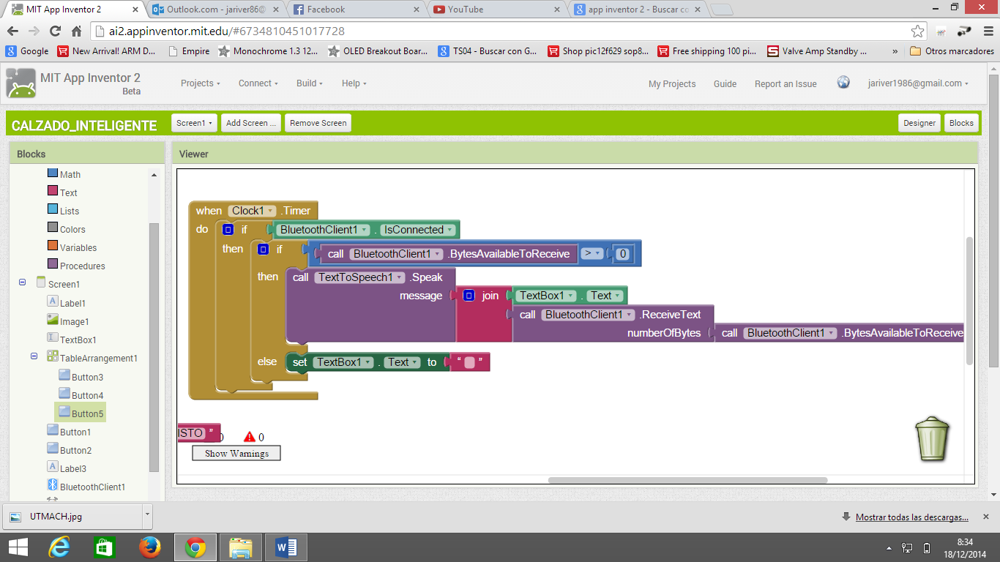 MIT App Inventor 2
Outlook.com - jariver86@
Facebook
YouTube
app inventor 2 - Buscar co
ai2.appinventor.mit.edu/#6734810451017728
Google
New Arrival! ARM D...
Empire
Monochrome 1.3 12...
OLED Breakout Boar...
TS04 - Buscar con G...
Shop pic12f629 sop8...
Free shipping 100 pi...
Valve Amp Standby ...
»
Otros marcadores
MIT App Inventor 2
Beta
Projects
Connect
Build
Help
My Projects
Guide
Report an Issue
jariver1986@gmail.com
CALZADO_INTELIGENTE
Screen1
Add Screen ...
Remove Screen
Designer
Blocks
Blocks
Viewer
Math
Text
Lists
Colors
Variables
Procedures
Screen1
Label1
Image1
TextBox1
TableArrangement1
Button3
Button4
Button5
Button1
Button2
Label3
BluetoothClient1
when Clock1 .Timer
do if BluetoothClient1 . IsConnected
then if call BluetoothClient1 .BytesAvailableToReceive > 0
then call TextToSpeech1 .Speak
message join TextBox1 . Text
call BluetoothClient1 .ReceiveText
numberOfBytes call BluetoothClient1 .BytesAvailableToReceive
else set TextBox1 . Text to “ ”
ISTO ” 0 0
Show Warnings
UTMACH.jpg
Mostrar todas las descargas...
8:34
18/12/2014